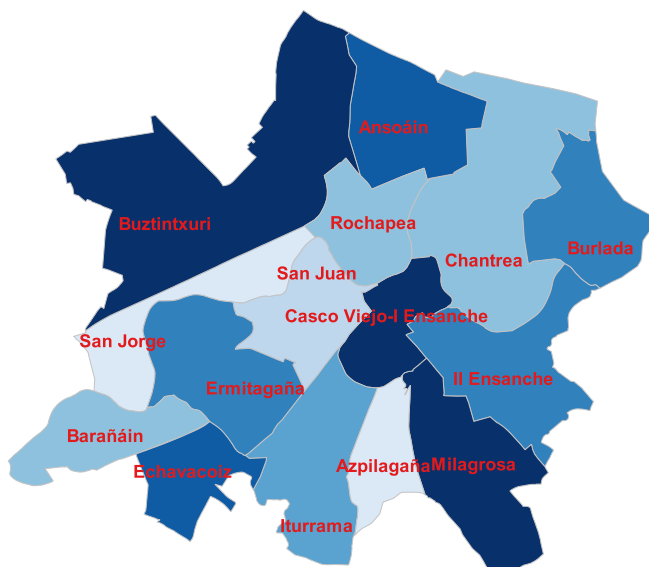 Ansoáin
Buztintxuri
Rochapea
Burlada
Chantrea
San Juan
Casco Viejo-I Ensanche
San Jorge
II Ensanche
Ermitagaña
Barañáin
Azpilagaña
Milagrosa
Echavacoiz
Iturrama